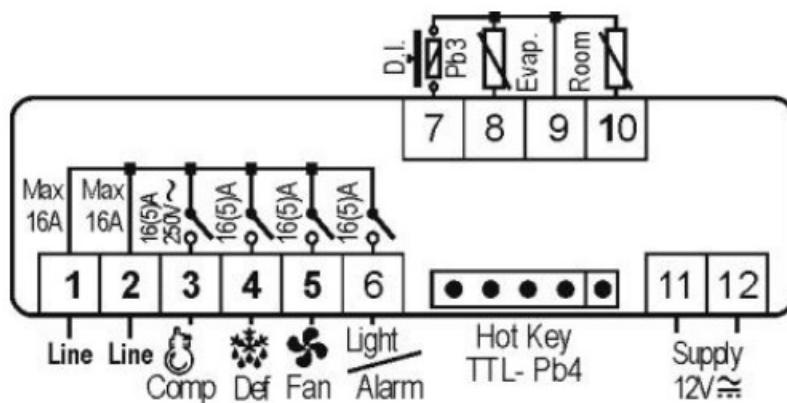 D.I.
Pb3
Evap.
Room
7 8 9 10
Max
16A
Max
16A
16(5)A
250V~
16(5)A
16(5)A
16(5)A
1 2 3 4 5 6
11 12
Line Line
Comp Def Fan
Light
Alarm
Hot Key
TTL- Pb4
Supply
12V≂